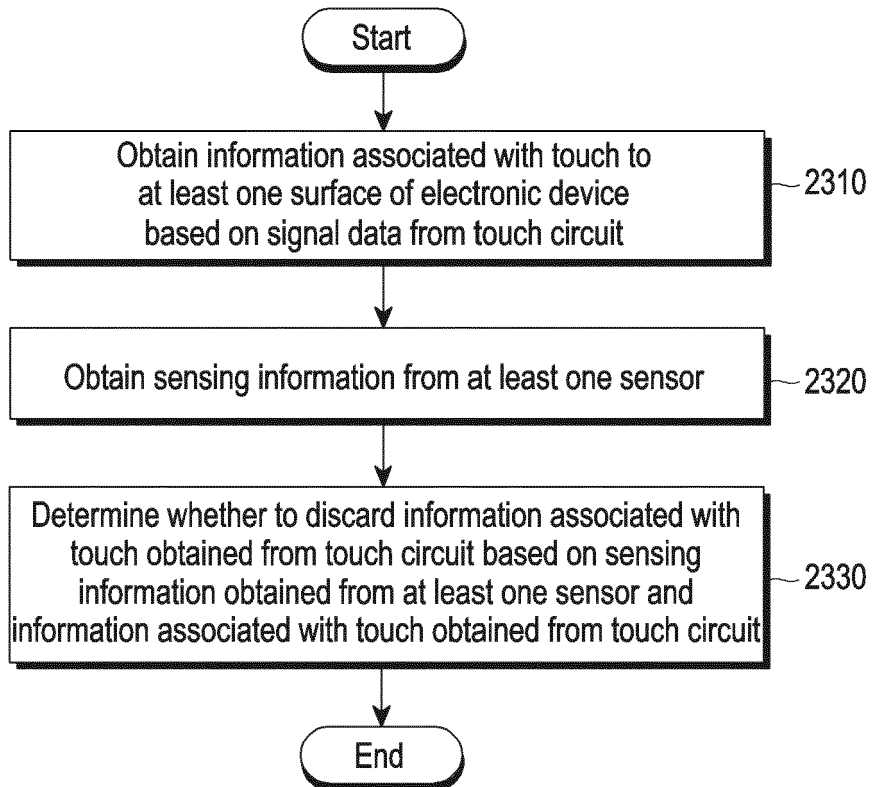 Start
Obtain information associated with touch to
at least one surface of electronic device
based on signal data from touch circuit
2310
Obtain sensing information from at least one sensor
2320
Determine whether to discard information associated with
touch obtained from touch circuit based on sensing
information obtained from at least one sensor and
information associated with touch obtained from touch circuit
2330
End